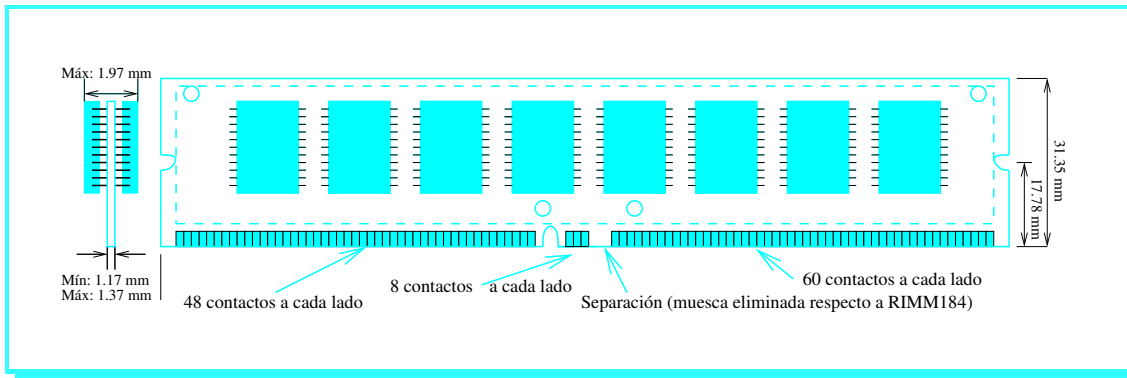 Máx: 1.97 mm
31.35 mm
17.78 mm
Mín: 1.17 mm
Máx: 1.37 mm
48 contactos a cada lado
8 contactos a cada lado
60 contactos a cada lado
Separación (muesca eliminada respecto a RIMM184)